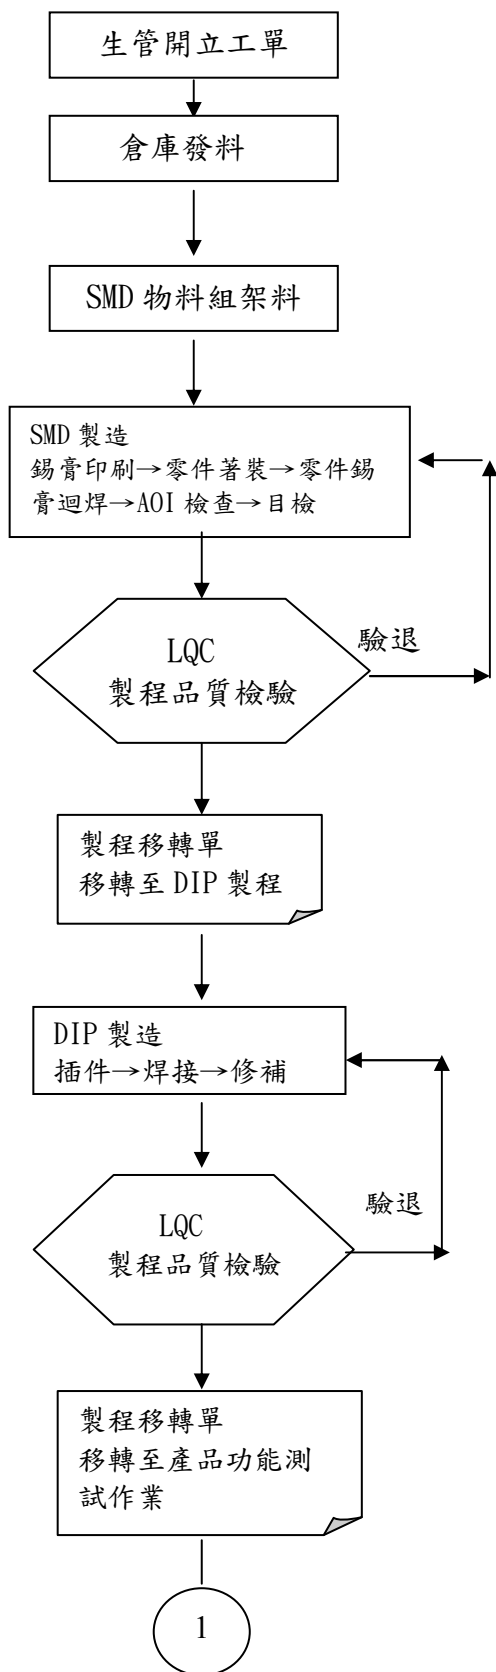 生管開立工單
倉庫發料
SMD 物料組架料
SMD 製造
錫膏印刷→零件著裝→零件錫
膏迴焊→AOI 檢查→目檢
LQC
製程品質檢驗
驗退
製程移轉單
移轉至 DIP 製程
DIP 製造
插件→焊接→修補
LQC
製程品質檢驗
驗退
製程移轉單
移轉至產品功能測
試作業
1